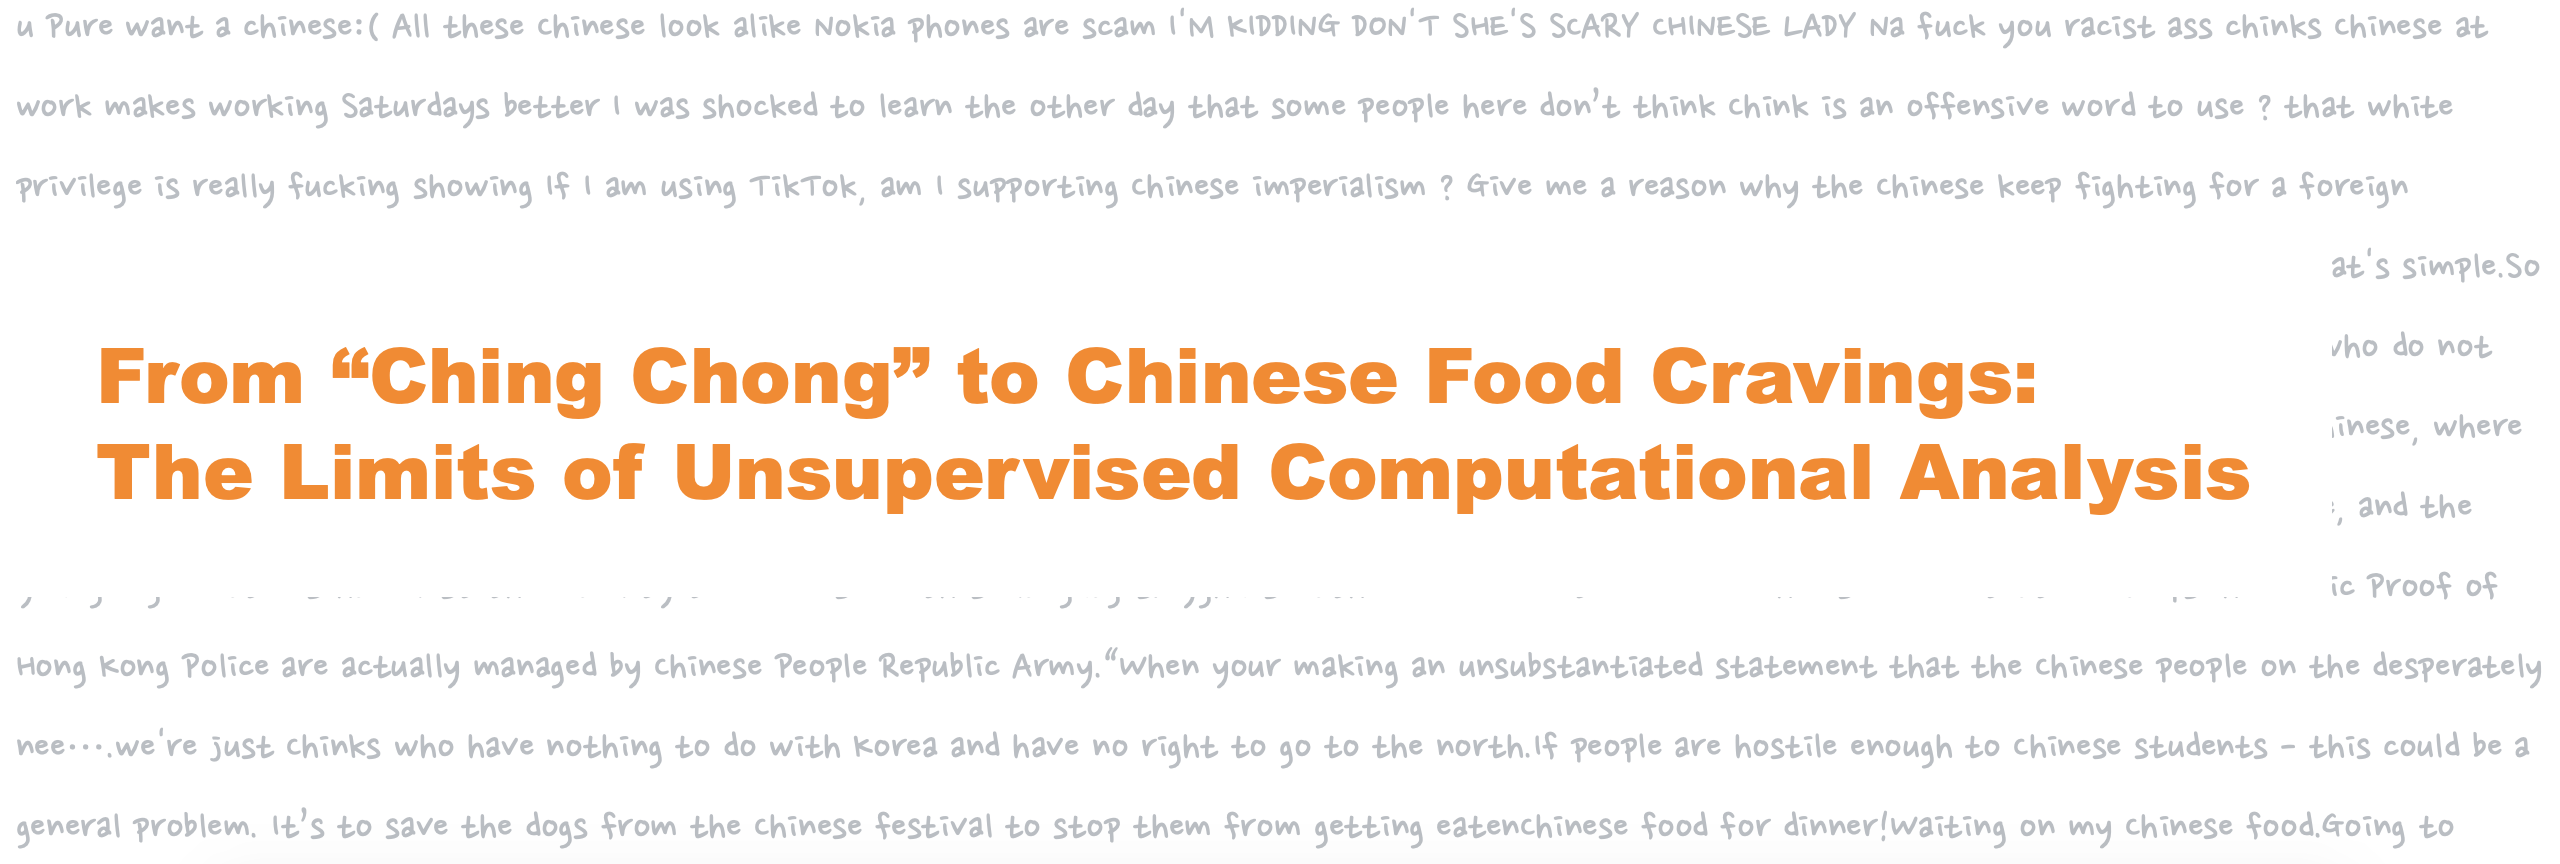 u Pure want a chinese:( All these Chinese look alike Nokia phones are scam I'M KIDDING DON'T SHE'S SCARY CHINESE LADY Na fuck you racist ass chinks Chinese at
work makes working Saturdays better I was shocked to learn the other day that some people here don’t think Chink is an offensive word to use ? that white
privilege is really fucking showing If I am using TikTok, am I supporting Chinese imperialism ? Give me a reason why the Chinese keep fighting for a foreign
at's simple.So
From “Ching Chong” to Chinese Food Cravings:
who do not
The Limits of Unsupervised Computational Analysis
inese, where
, and the
ic Proof of
Hong Kong Police are actually managed by Chinese People Republic Army.“When your making an unsubstantiated statement that the Chinese people on the desperately
nee….we're just Chinks who have nothing to do with Korea and have no right to go to the north.If people are hostile enough to Chinese students - this could be a
general problem. It’s to save the dogs from the Chinese festival to stop them from getting eatenChinese food for dinner!Waiting on my Chinese food.Going to